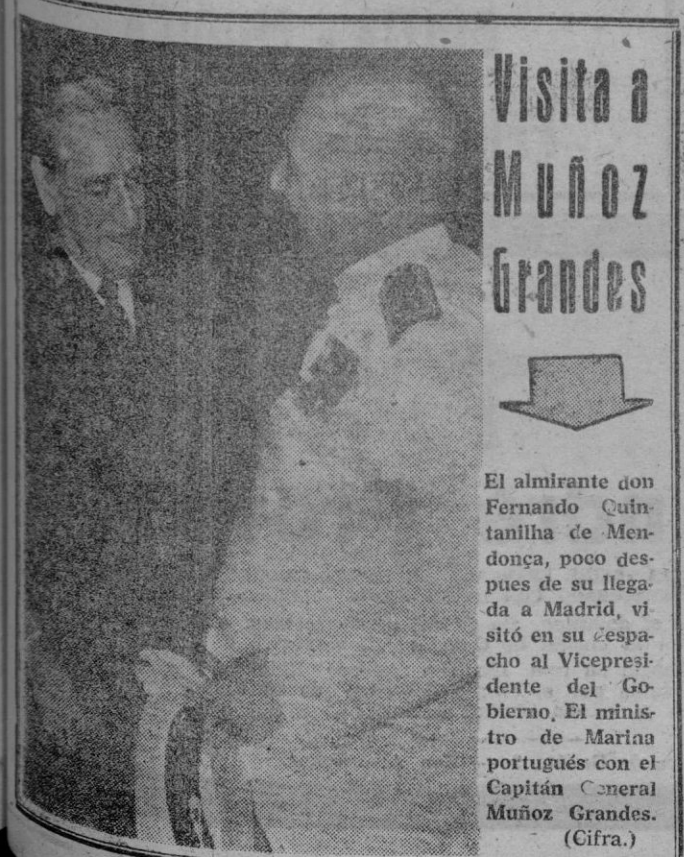 Visita a
Muñoz
Grandes
El almirante don
Fernando Quin-
tanilha de Men-
donça, poco des-
pues de su llega-
da a Madrid, vi
sitó en su despa-
cho al Vicepresi-
dente del Go-
bierno. El minis-
tro de Marina
portugués con el
Capitán General
Muñoz Grandes.
(Cifra.)